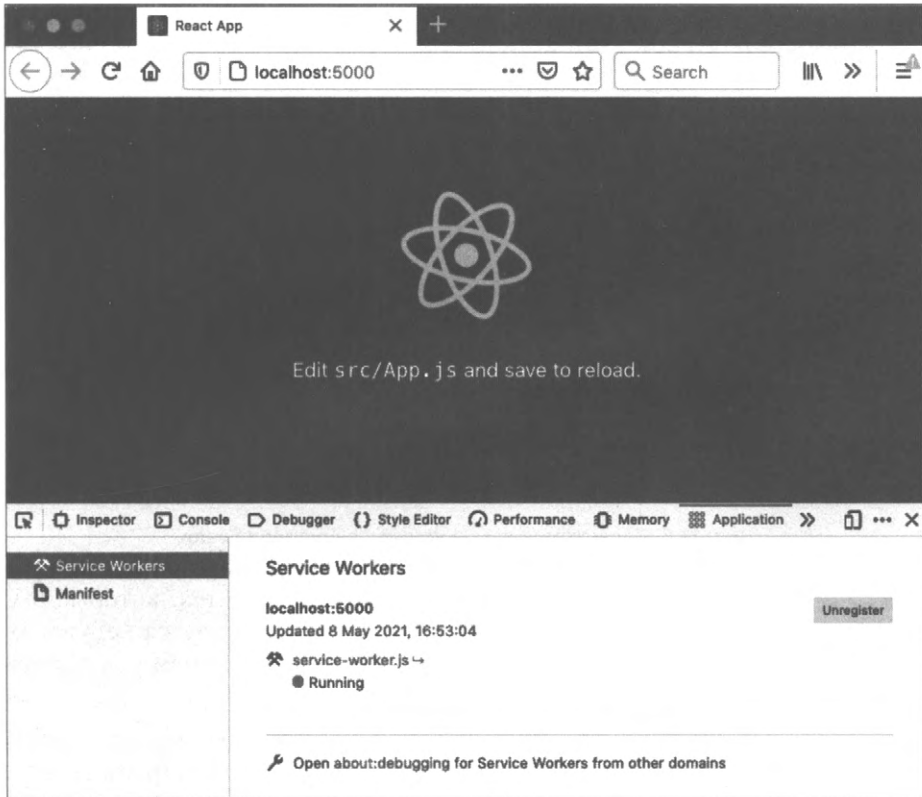 React App
localhost:5000
Search
Edit src/App.js and save to reload.
Inspector Console Debugger {} Style Editor Performance Memory Application
Service Workers
Manifest
Service Workers
localhost:5000
Unregister
Updated 8 May 2021, 16:53:04
service-worker.js
Running
Open about:debugging for Service Workers from other domains